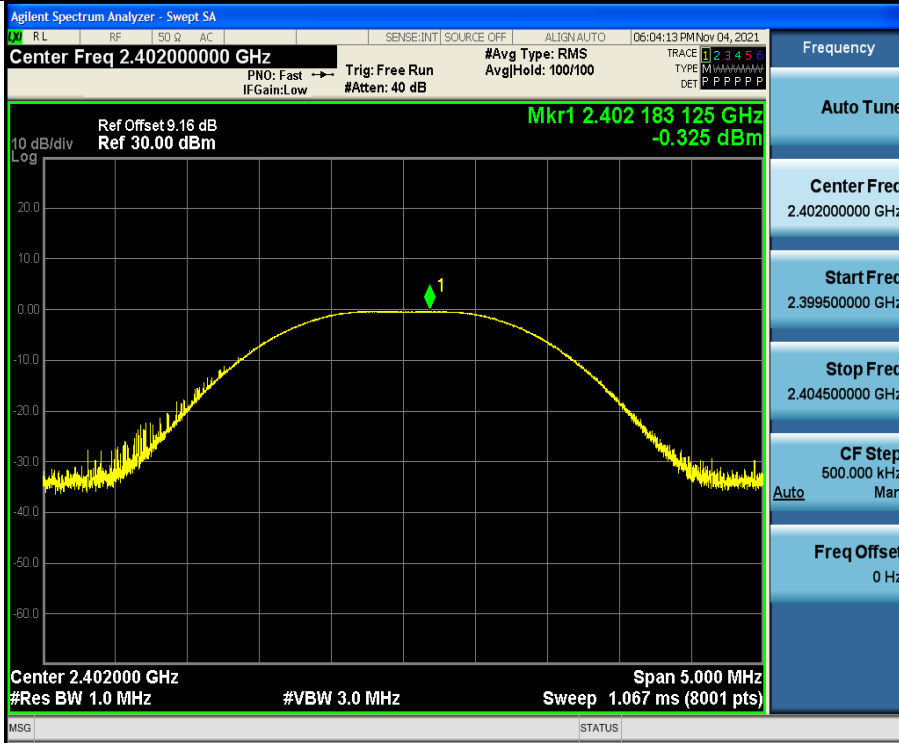 Agilent Spectrum Analyzer - Swept SA
LXI RL RF 50 Ω AC SENSE:INT SOURCE OFF ALIGN AUTO 06:04:13 PM Nov 04, 2021
Center Freq 2.402000000 GHz
PNO: Fast
IFGain:Low
Trig: Free Run
#Atten: 40 dB
#Avg Type: RMS
Avg|Hold: 100/100
TRACE 1 2 3 4 5 6
TYPE M WWWWW
DET P P P P P P
Mkr1 2.402 183 125 GHz
-0.325 dBm
Ref Offset 9.16 dB
10 dB/div Ref 30.00 dBm
Log
20.0
10.0
0.00
-10.0
-20.0
-30.0
-40.0
-50.0
-60.0
1
Center 2.402000 GHz Span 5.000 MHz
#Res BW 1.0 MHz #VBW 3.0 MHz Sweep 1.067 ms (8001 pts)
MSG STATUS
Frequency
Auto Tune
Center Freq
2.402000000 GHz
Start Freq
2.399500000 GHz
Stop Freq
2.404500000 GHz
CF Step
500.000 kHz
Auto Man
Freq Offset
0 Hz